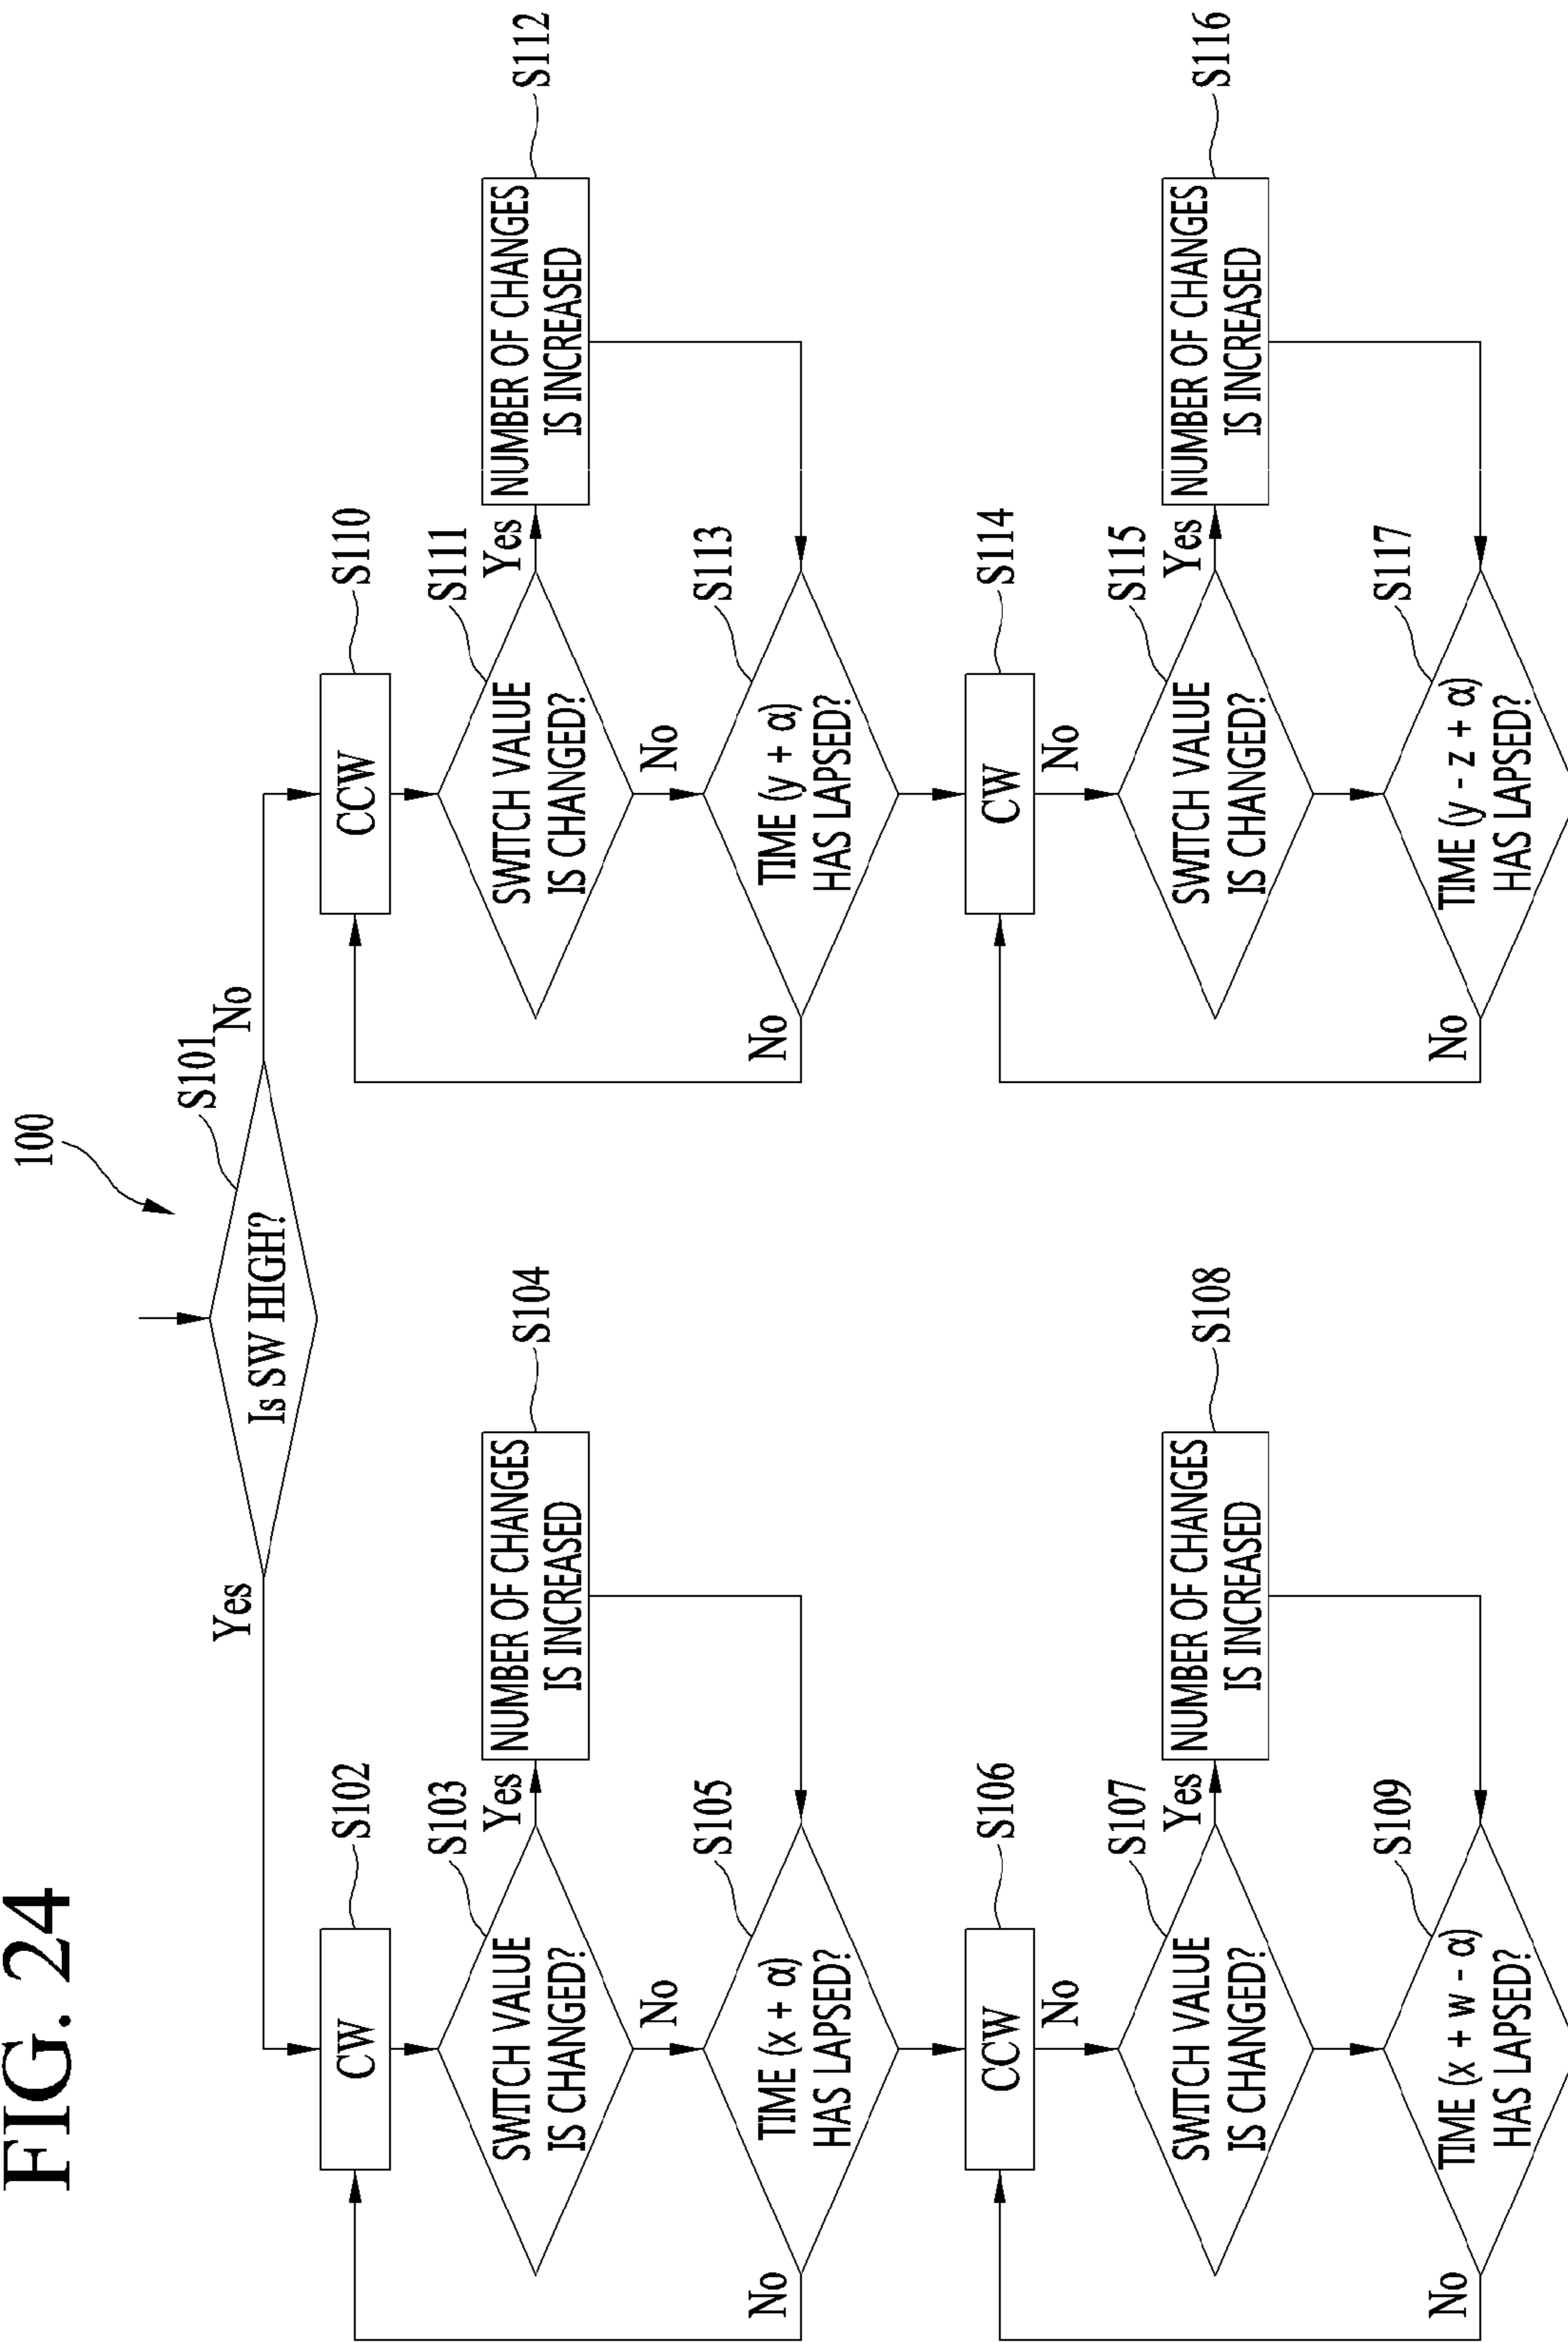 FIG. 24
100
Is SW HIGH?
S101
Yes
No
CW
S102
SWITCH VALUE
IS CHANGED?
S103
Yes
NUMBER OF CHANGES
IS INCREASED
S104
No
TIME (x + α)
HAS LAPSED?
S105
No
CCW
S106
No
SWITCH VALUE
IS CHANGED?
S107
Yes
NUMBER OF CHANGES
IS INCREASED
S108
TIME (x + w - α)
HAS LAPSED?
S109
No
CCW
S110
SWITCH VALUE
IS CHANGED?
S111
Yes
NUMBER OF CHANGES
IS INCREASED
S112
No
TIME (y + α)
HAS LAPSED?
S113
No
CW
S114
No
SWITCH VALUE
IS CHANGED?
S115
Yes
NUMBER OF CHANGES
IS INCREASED
S116
TIME (y - z + α)
HAS LAPSED?
S117
No